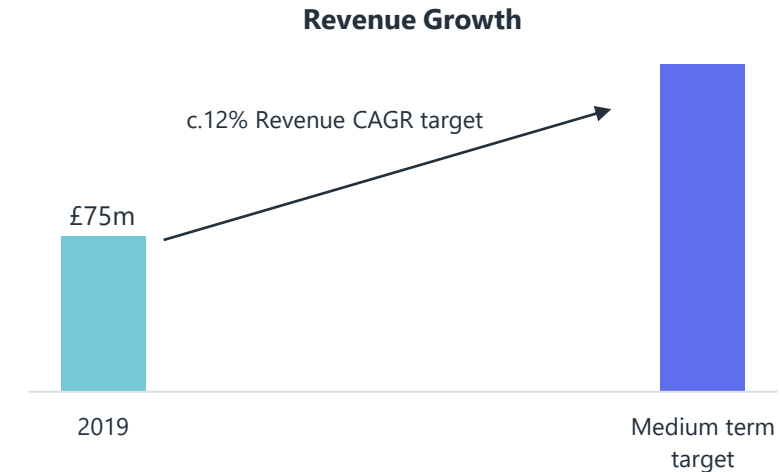 Revenue Growth
c.12% Revenue CAGR target
£75m
2019
Medium term
target